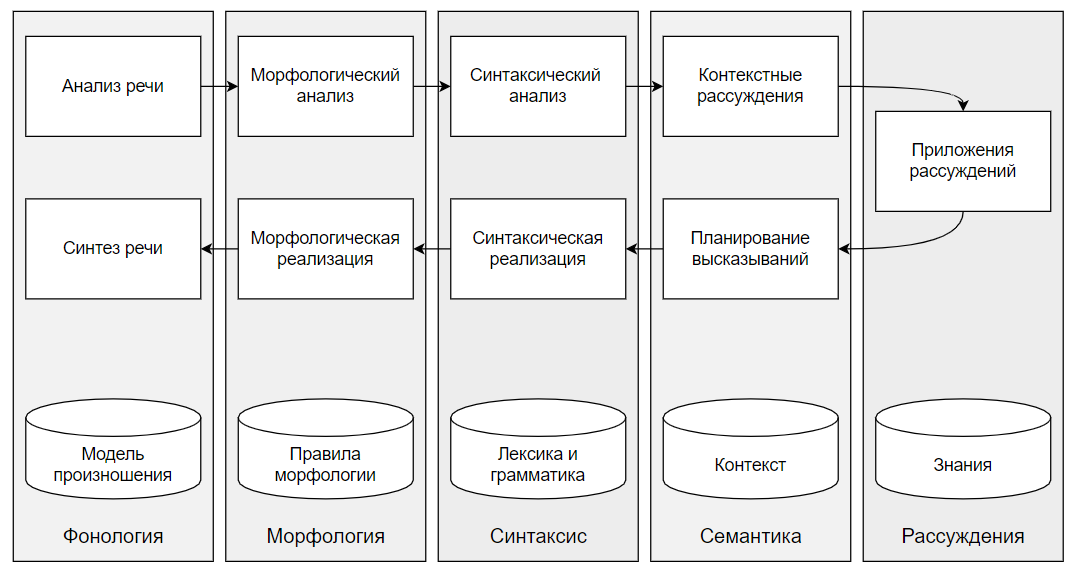 Анализ речи
Морфологический
анализ
Синтаксический
анализ
Контекстные
рассуждения
Приложения
рассуждений
Синтез речи
Морфологическая
реализация
Синтаксическая
реализация
Планирование
высказываний
Модель
произношения
Правила
морфологии
Лексика и
грамматика
Контекст
Знания
Фонология
Морфология
Синтаксис
Семантика
Рассуждения